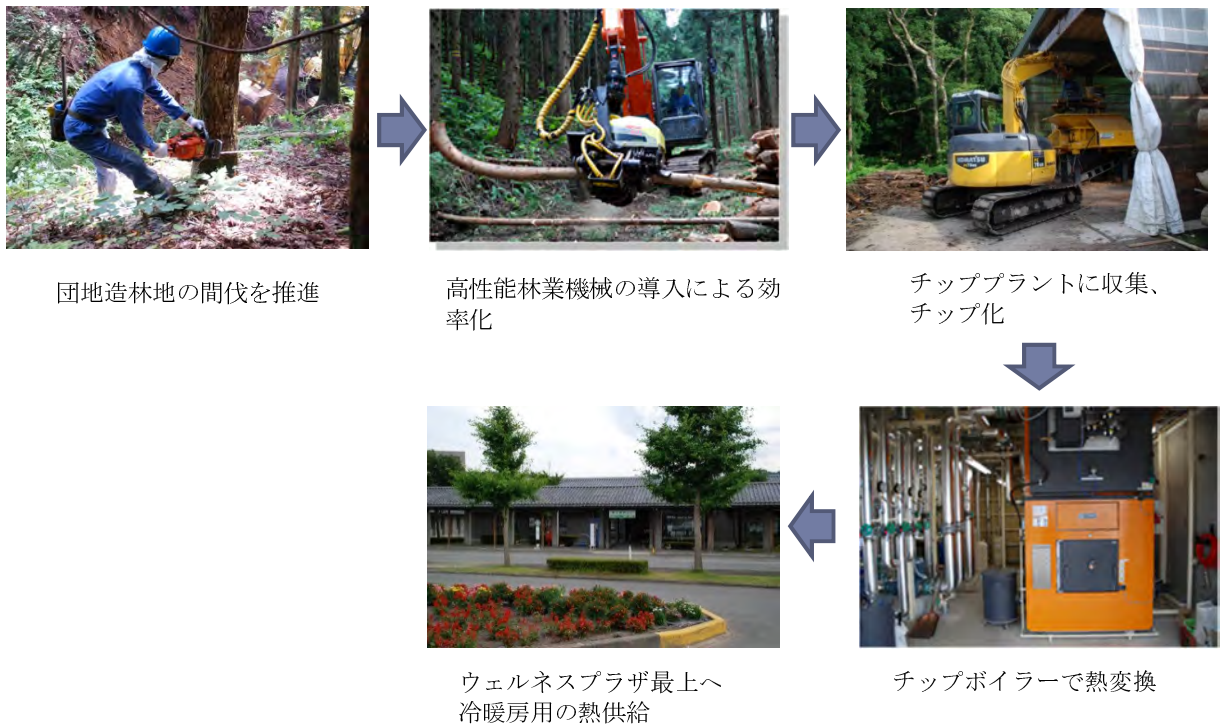 団地造林地の間伐を推進
高性能林業機械の導入による効
率化
チッププラントに収集、
チップ化
KOMATSU
チップボイラーで熱変換
ウェルネスプラザ最上へ
冷暖房用の熱供給